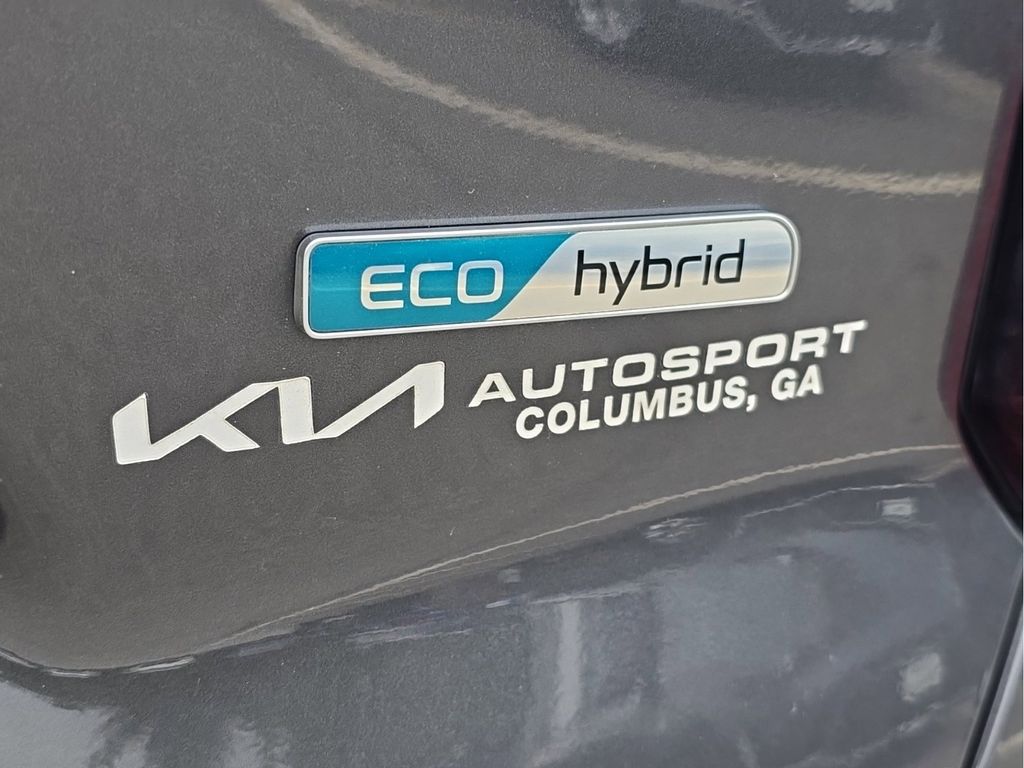 ECO hybrid
KIA AUTOSPORT
COLUMBUS, GA